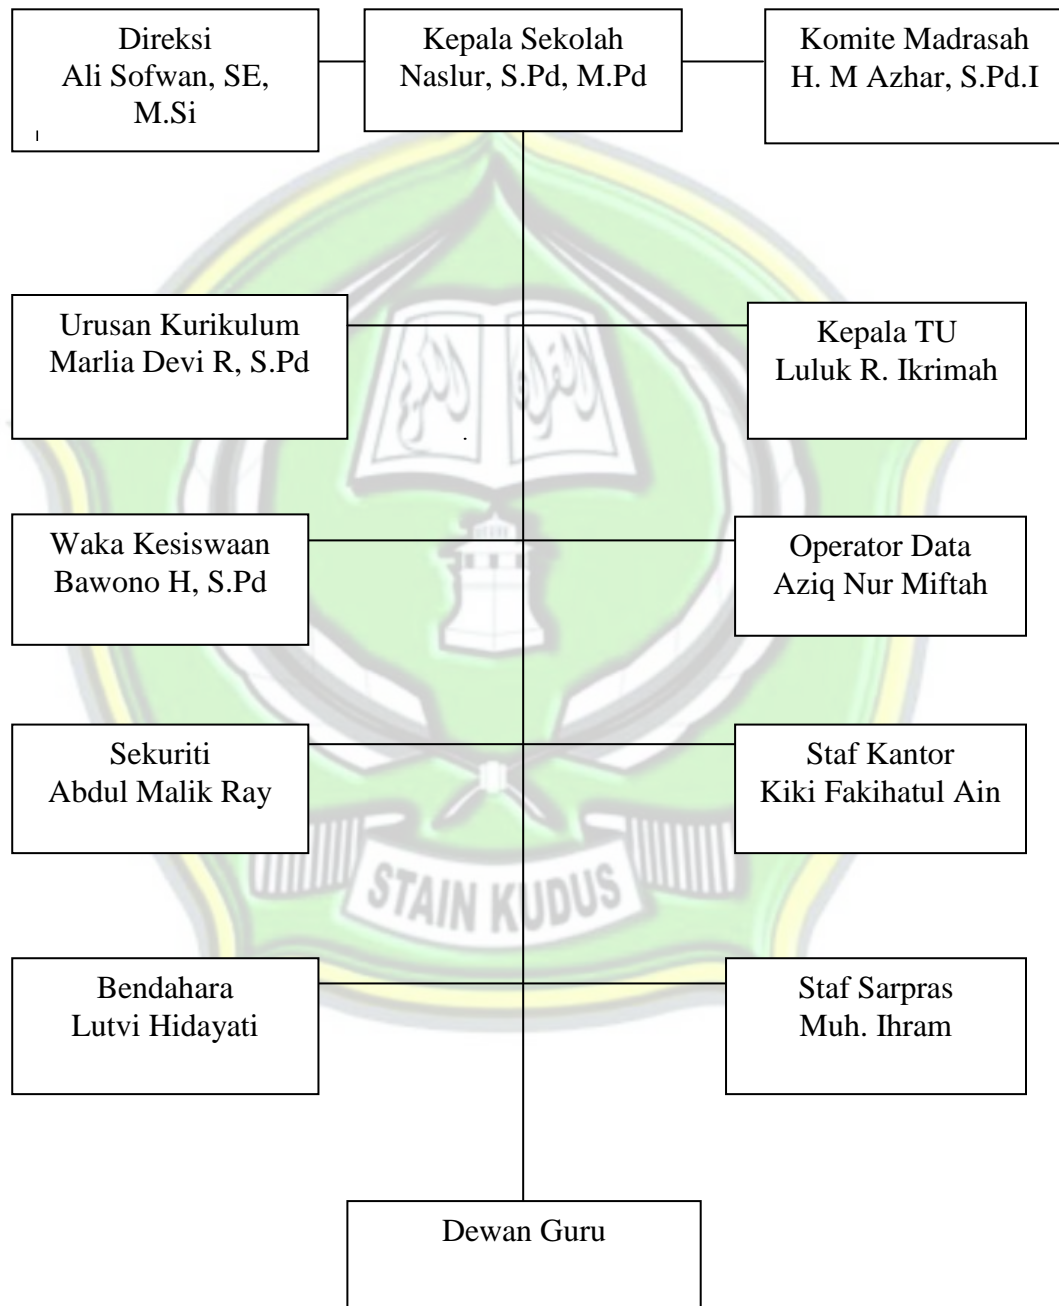 Direksi
Ali Sofwan, SE,
M.Si
Kepala Sekolah
Naslur, S.Pd, M.Pd
Komite Madrasah
H. M Azhar, S.Pd.I
Urusan Kurikulum
Marlia Devi R, S.Pd
Kepala TU
Luluk R. Ikrimah
Waka Kesiswaan
Bawono H, S.Pd
Operator Data
Aziq Nur Miftah
Sekuriti
Abdul Malik Ray
Staf Kantor
Kiki Fakihatul Ain
STAIN KUDUS
Bendahara
Lutvi Hidayati
Staf Sarpras
Muh. Ihram
Dewan Guru